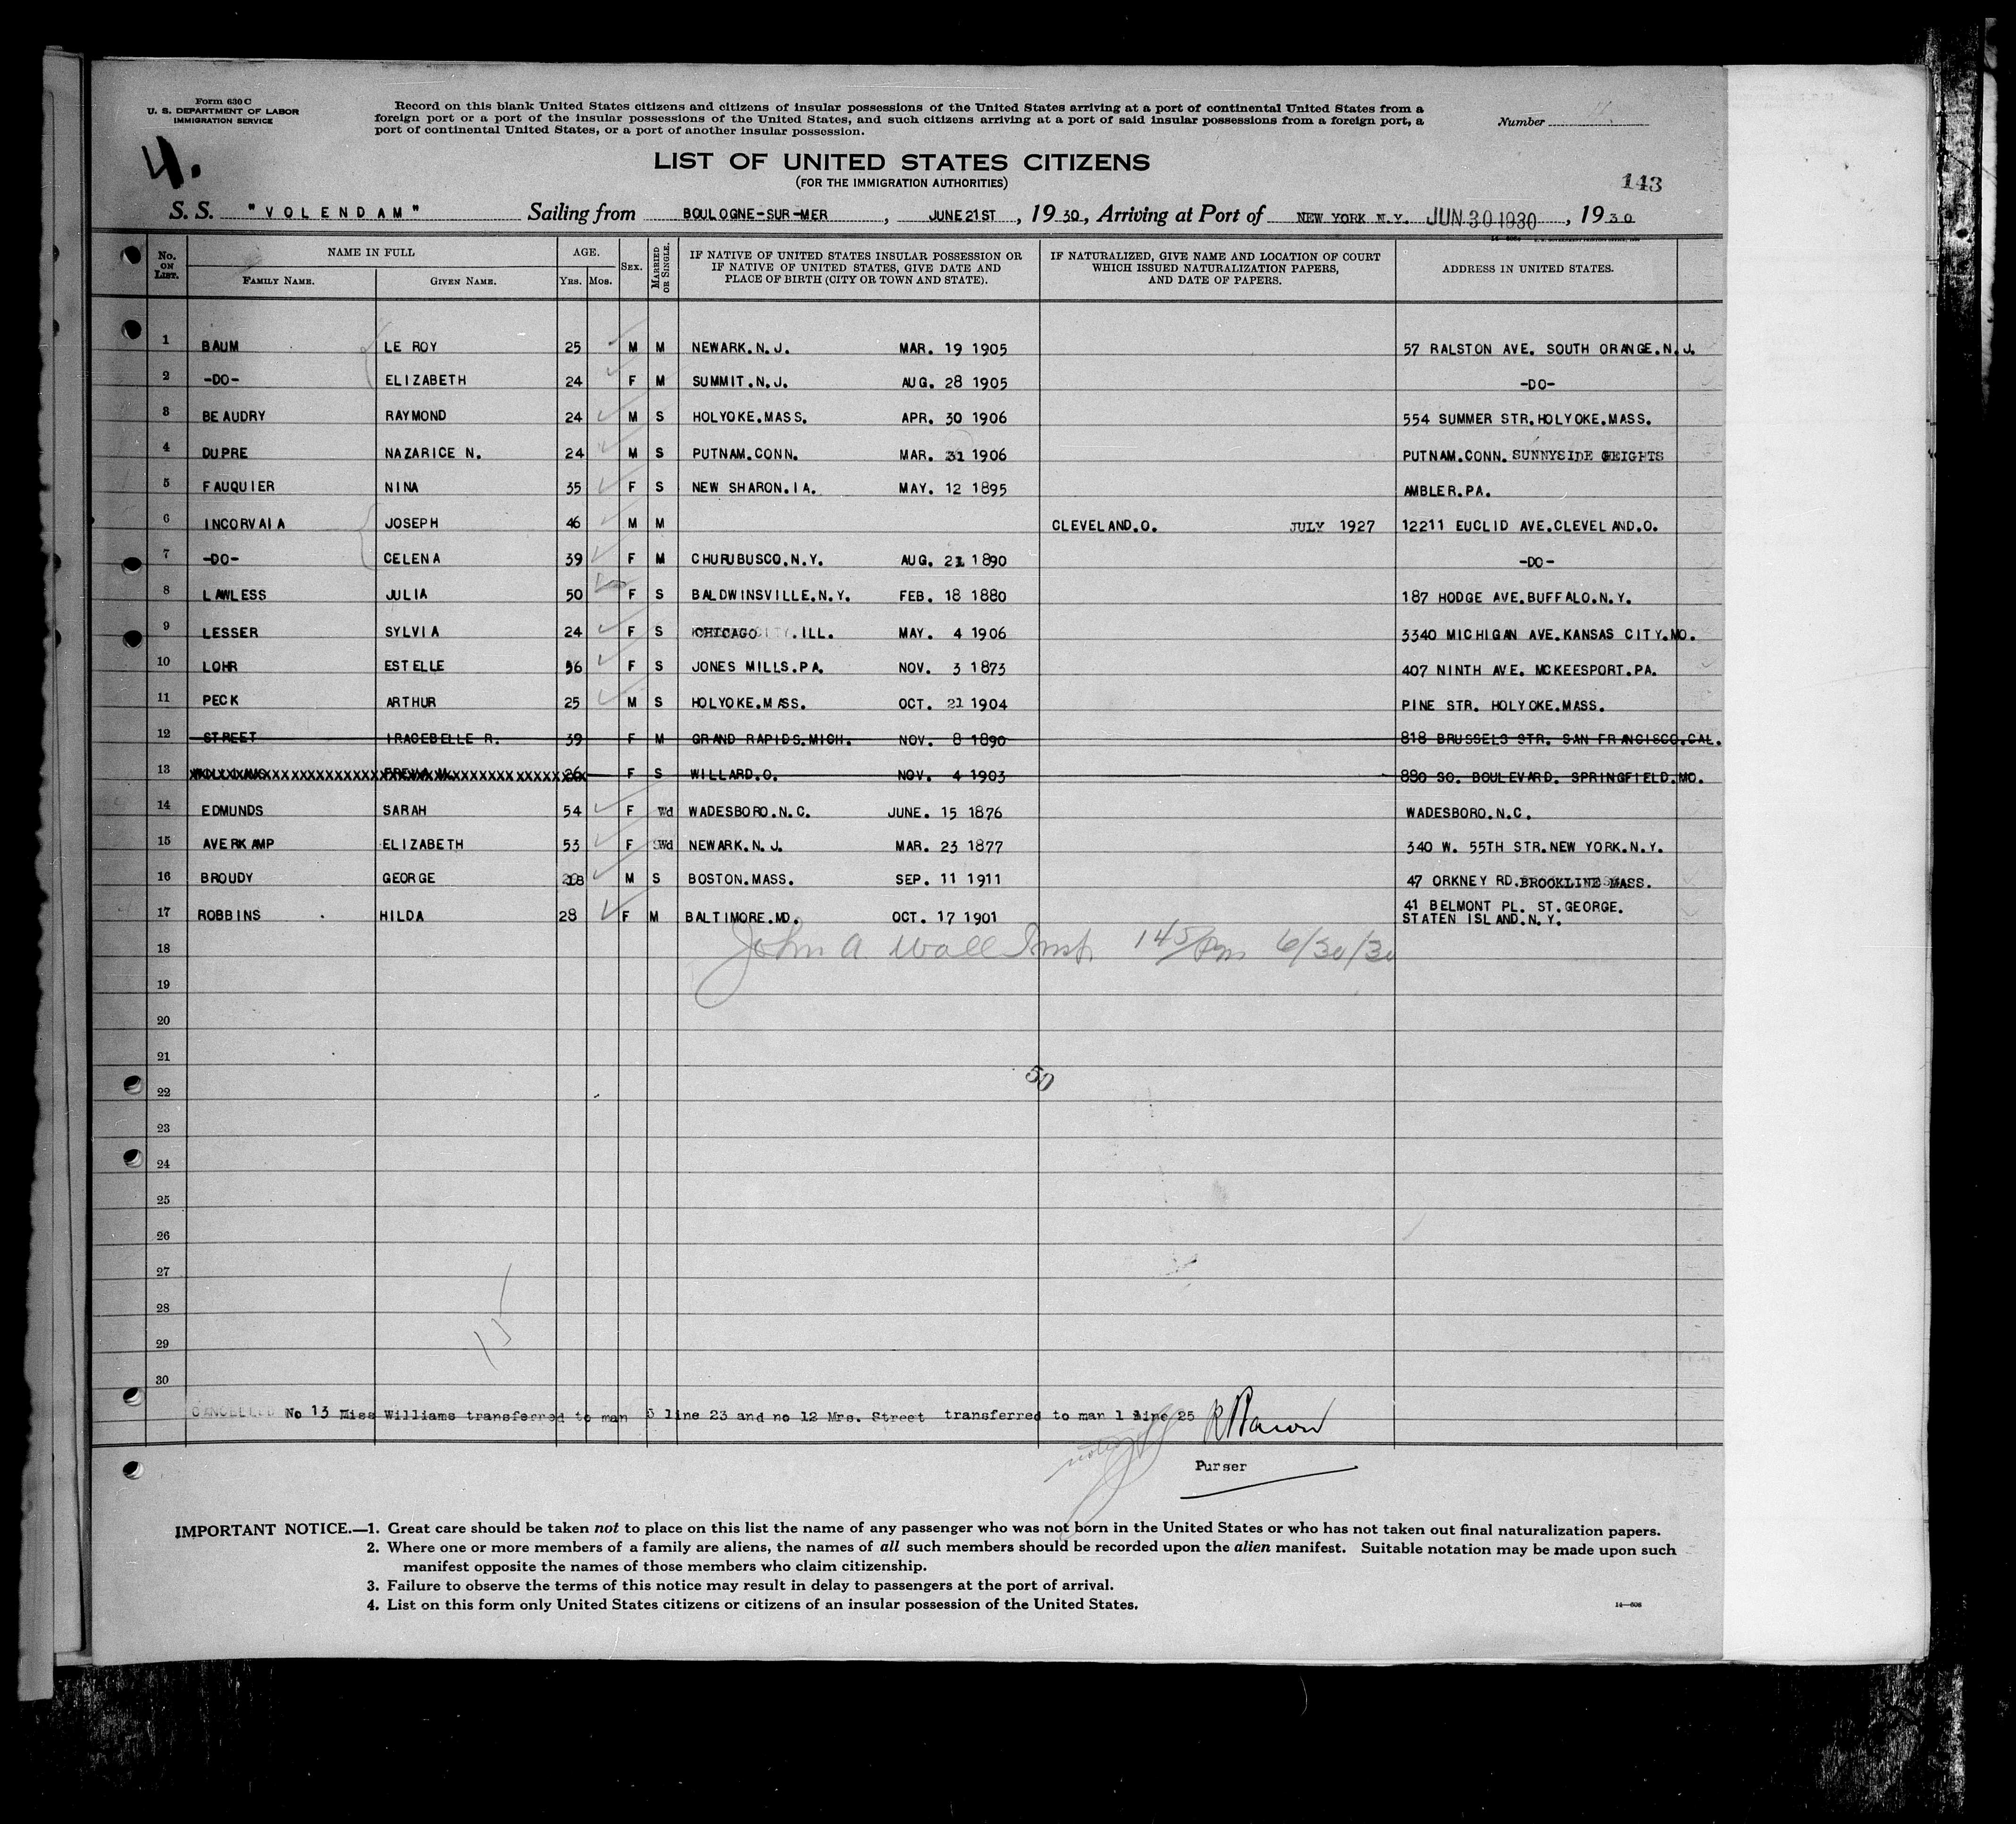 Form 630 C
U. S. DEPARTMENT OF LABOR
IMMIGRATION SERVICE
Record on this blank United States citizens and citizens of insular possessions of the United States arriving at a port of continental United States from a
foreign port or a port of the insular possessions of the United States, and such citizens arriving at a port of said insular possessions from a foreign port, a
port of continental United States, or a port of another insular possession.
Number
4.
LIST OF UNITED STATES CITIZENS
(FOR THE IMMIGRATION AUTHORITIES)
143
S. S. "VOLENDAM" Sailing from BOULOGNE-SUR-MER, JUNE 21ST, 1930, Arriving at Port of NEW YORK N.Y. JUN 30 1930, 1930
No. ON LIST. NAME IN FULL AGE. SEX. MARRIED OR SINGLE. IF NATIVE OF UNITED STATES INSULAR POSSESSION OR IF NATIVE OF UNITED STATES, GIVE DATE AND PLACE OF BIRTH (CITY OR TOWN AND STATE). IF NATURALIZED, GIVE NAME AND LOCATION OF COURT WHICH ISSUED NATURALIZATION PAPERS, AND DATE OF PAPERS. ADDRESS IN UNITED STATES.
FAMILY NAME. GIVEN NAME. YRS. MOS.
1 BAUM LE ROY 25 M M NEWARK.N.J. MAR. 19 1905 57 RALSTON AVE. SOUTH ORANGE.N.J.
2 -DO- ELIZABETH 24 F M SUMMIT.N.J. AUG. 28 1905 -DO-
3 BEAUDRY RAYMOND 24 M S HOLYOKE.MASS. APR. 30 1906 554 SUMMER STR.HOLYOKE.MASS.
4 DUPRE NAZARICE N. 24 M S PUTNAM.CONN. MAR. 31 1906 PUTNAM.CONN. SUNNYSIDE HEIGHTS
5 FAUQUIER NINA 35 F S NEW SHARON.IA. MAY. 12 1895 AMBLER.PA.
6 INCORVAIA JOSEPH 46 M M CLEVELAND.O. JULY 1927 12211 EUCLID AVE.CLEVELAND.O.
7 -DO- CELENA 39 F M CHURUBUSCO.N.Y. AUG. 21 1890 -DO-
8 LAWLESS JULIA 50 F S BALDWINSVILLE.N.Y. FEB. 18 1880 187 HODGE AVE.BUFFALO.N.Y.
9 LESSER SYLVIA 24 F S CHICAGO .ILL. MAY. 4 1906 3340 MICHIGAN AVE.KANSAS CITY.MO.
10 LOHR ESTELLE 56 F S JONES MILLS.PA. NOV. 3 1873 407 NINTH AVE. MCKEESPORT.PA.
11 PECK ARTHUR 25 M S HOLYOKE.MASS. OCT. 21 1904 PINE STR. HOLYOKE.MASS.
12 STREET IRACEBELLE R. 39 F M GRAND RAPIDS.MICH. NOV. 8 1890 818 BRUSSELS STR. SAN FRANCISCO.CAL.
13 26 F S WILLARD.O. NOV. 4 1903 880 SO. BOULEVARD. SPRINGFIELD.MO.
14 EDMUNDS SARAH 54 F Wd WADESBORO.N.C. JUNE. 15 1876 WADESBORO.N.C.
15 AVERKAMP ELIZABETH 53 F Wd NEWARK.N.J. MAR. 23 1877 340 W. 55TH STR.NEW YORK.N.Y.
16 BROUDY GEORGE 18 M S BOSTON.MASS. SEP. 11 1911 47 ORKNEY RD.BROOKLINE MASS.
17 ROBBINS HILDA 28 F M BALTIMORE.MD. OCT. 17 1901 41 BELMONT PL. ST.GEORGE.
STATEN ISLAND.N.Y.
18 John A. Wall Insp. 145/pm 6/30/30
19
20
21
50
22
23
24
25
26
27
28
29
30
CANCELLED No 13 Miss Williams transferred to man 5 line 23 and no 12 Mrs. Street transferred to man 1 line 25
Purser
IMPORTANT NOTICE.—1. Great care should be taken not to place on this list the name of any passenger who was not born in the United States or who has not taken out final naturalization papers.
2. Where one or more members of a family are aliens, the names of all such members should be recorded upon the alien manifest. Suitable notation may be made upon such
manifest opposite the names of those members who claim citizenship.
3. Failure to observe the terms of this notice may result in delay to passengers at the port of arrival.
4. List on this form only United States citizens or citizens of an insular possession of the United States.